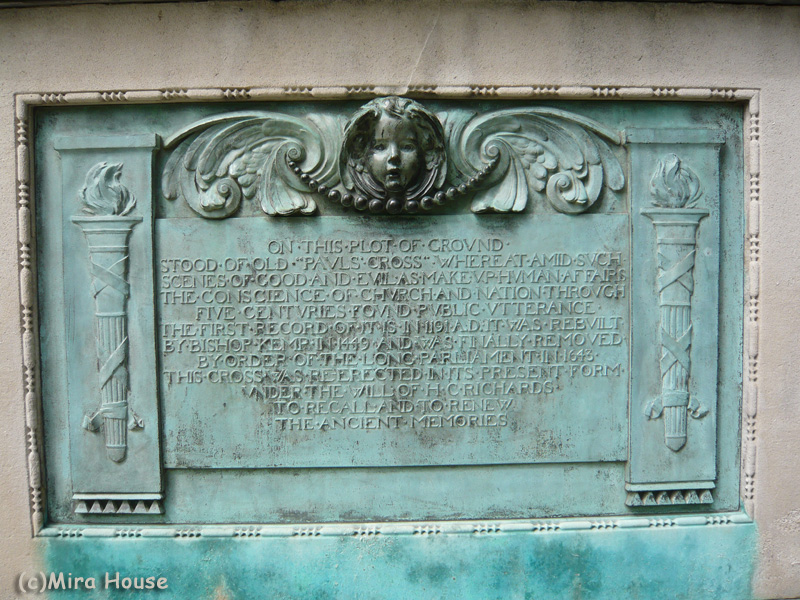 ON·THIS·PLOT·OF·GROVND·
STOOD·OF·OLD·"PAVLS·CROSS"·WHEREAT·AMID·SVCH·
SCENES·OF·GOOD·AND·EVIL·AS·MAKE·VP·HVMAN·AFFAIRS
THE·CONSCIENCE·OF·CHVRCH·AND·NATION·THROVGH
FIVE·CENTVRIES·FOVND·PVBLIC·VTTERANCE·
THE·FIRST·RECORD·OF·IT·IS·IN·1191·A.D.IT·WAS·REBVILT
BY·BISHOP·KEMP·IN·1449·AND·WAS·FINALLY·REMOVED
BY·ORDER·OF·THE·LONG·PARLIAMENT·IN·1643·
THIS·CROSS·WAS·RE·ERECTED·IN·ITS·PRESENT·FORM·
VNDER·THE·WILL·OF·H·C·RICHARDS·
TO·RECALL·AND·TO·RENEW
·THE·ANCIENT·MEMORIES·
(c)Mira House